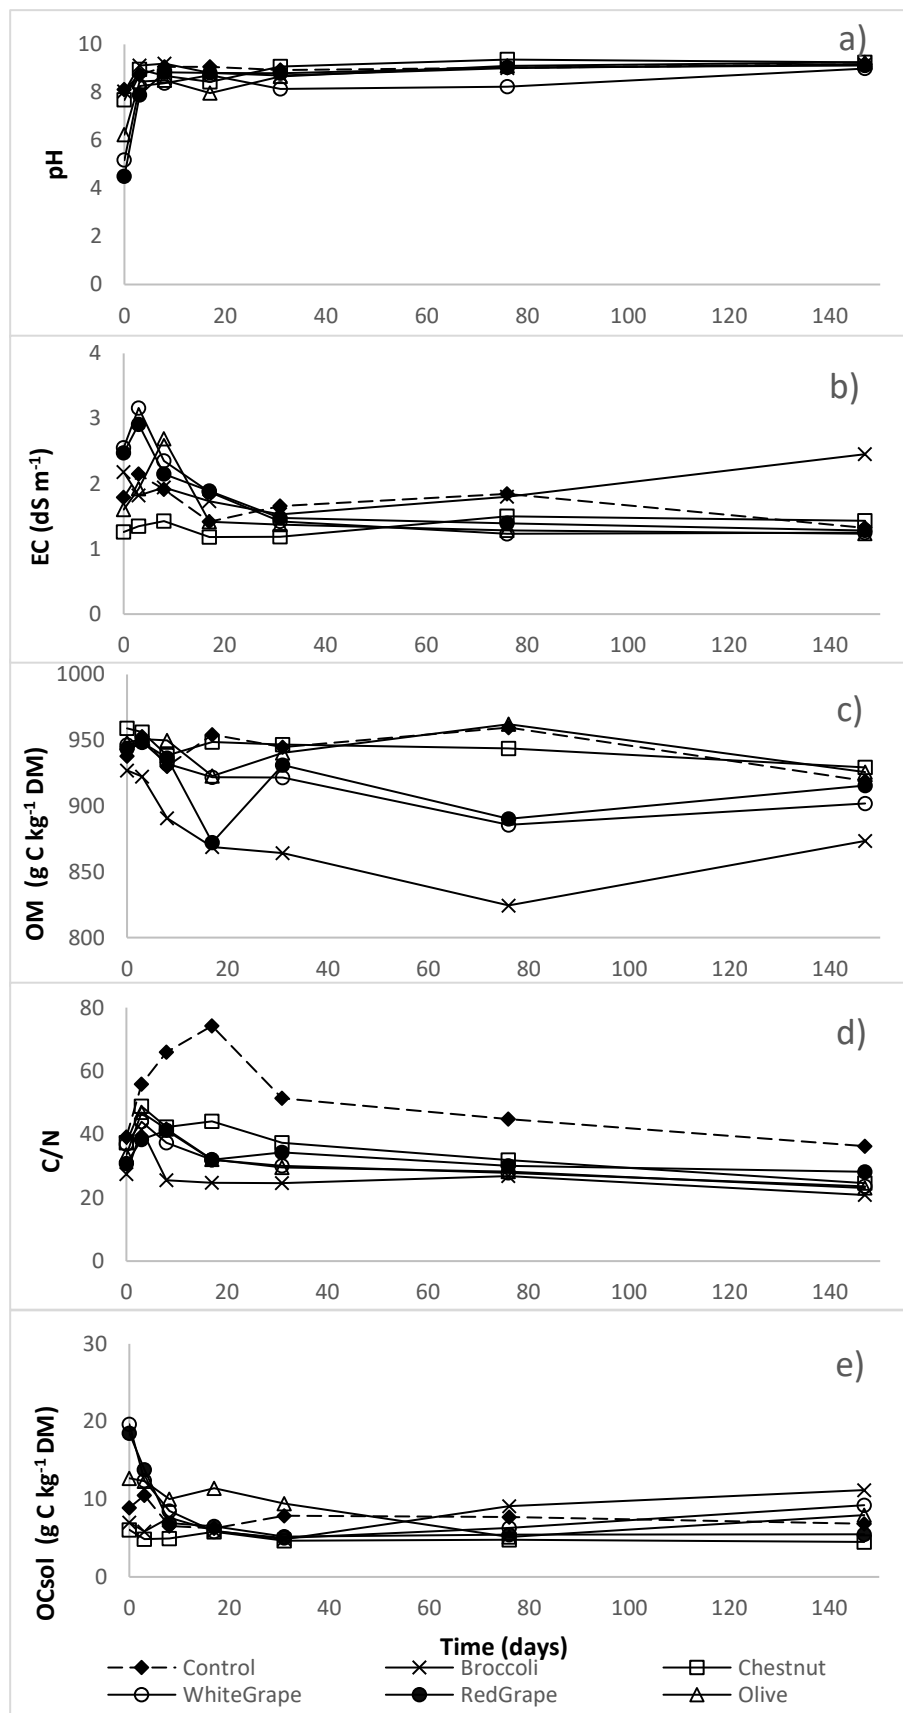 a)
10
8
6
4
2
0
pH
0 20 40 60 80 100 120 140
b)
4
3
2
1
0
EC (dS m⁻¹)
0 20 40 60 80 100 120 140
c)
1000
950
900
850
800
OM (g C kg⁻¹ DM)
0 20 40 60 80 100 120 140
d)
80
60
40
20
0
C/N
0 20 40 60 80 100 120 140
e)
30
20
10
0
OCsol (g C kg⁻¹ DM)
0 20 40 60 80 100 120 140
Time (days)
Control Broccoli Chestnut
WhiteGrape RedGrape Olive